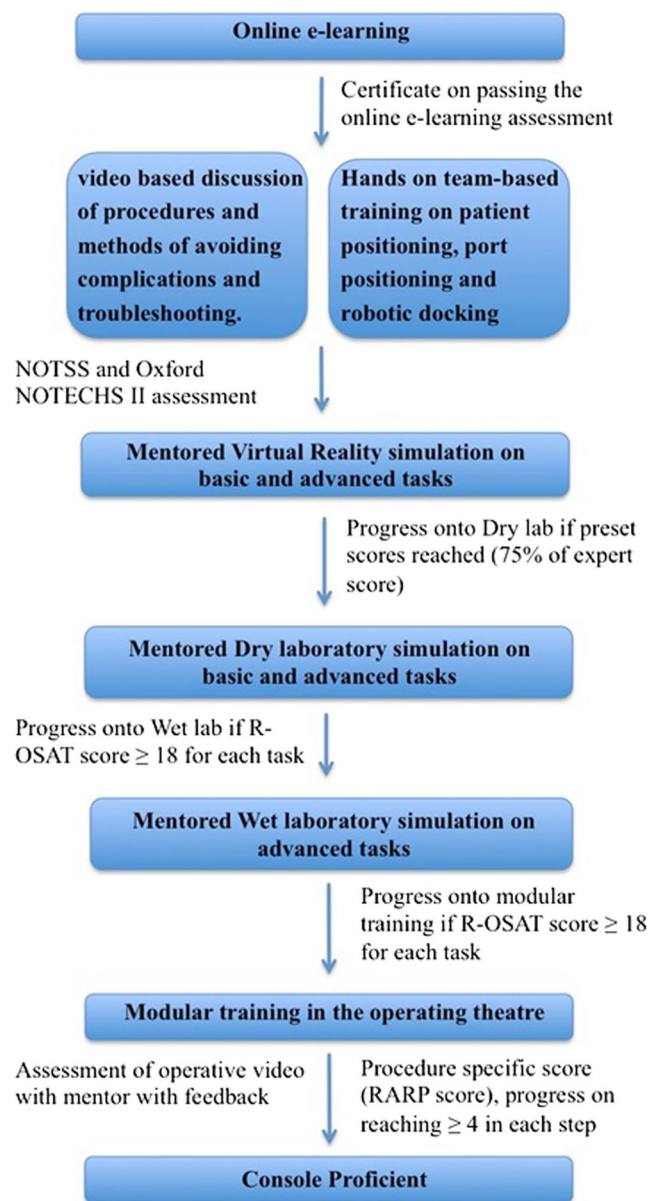 Online e-learning
Certificate on passing the
online e-learning assessment
video based discussion
of procedures and
methods of avoiding
complications and
troubleshooting.
Hands on team-based
training on patient
positioning, port
positioning and
robotic docking
NOTSS and Oxford
NOTECHS II assessment
Mentored Virtual Reality simulation on
basic and advanced tasks
Progress onto Dry lab if preset
scores reached (75% of expert
score)
Mentored Dry laboratory simulation on
basic and advanced tasks
Progress onto Wet lab if R-
OSAT score ≥ 18 for each task
Mentored Wet laboratory simulation on
advanced tasks
Progress onto modular
training if R-OSAT score ≥ 18
for each task
Modular training in the operating theatre
Assessment of operative video
with mentor with feedback
Procedure specific score
(RARP score), progress on
reaching ≥ 4 in each step
Console Proficient